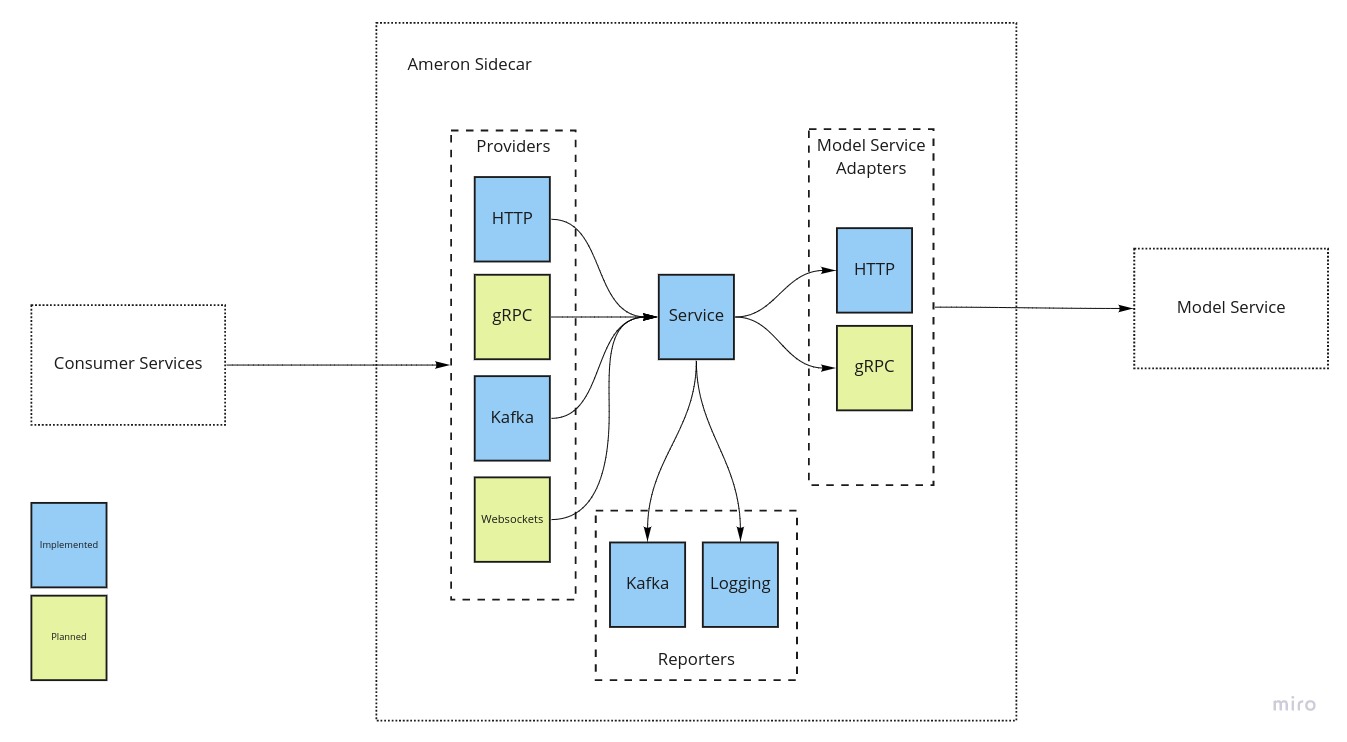 Ameron Sidecar
Providers
HTTP
gRPC
Kafka
Websockets
Service
Model Service
Adapters
HTTP
gRPC
Kafka
Logging
Reporters
Consumer Services
Model Service
Implemented
Planned
miro